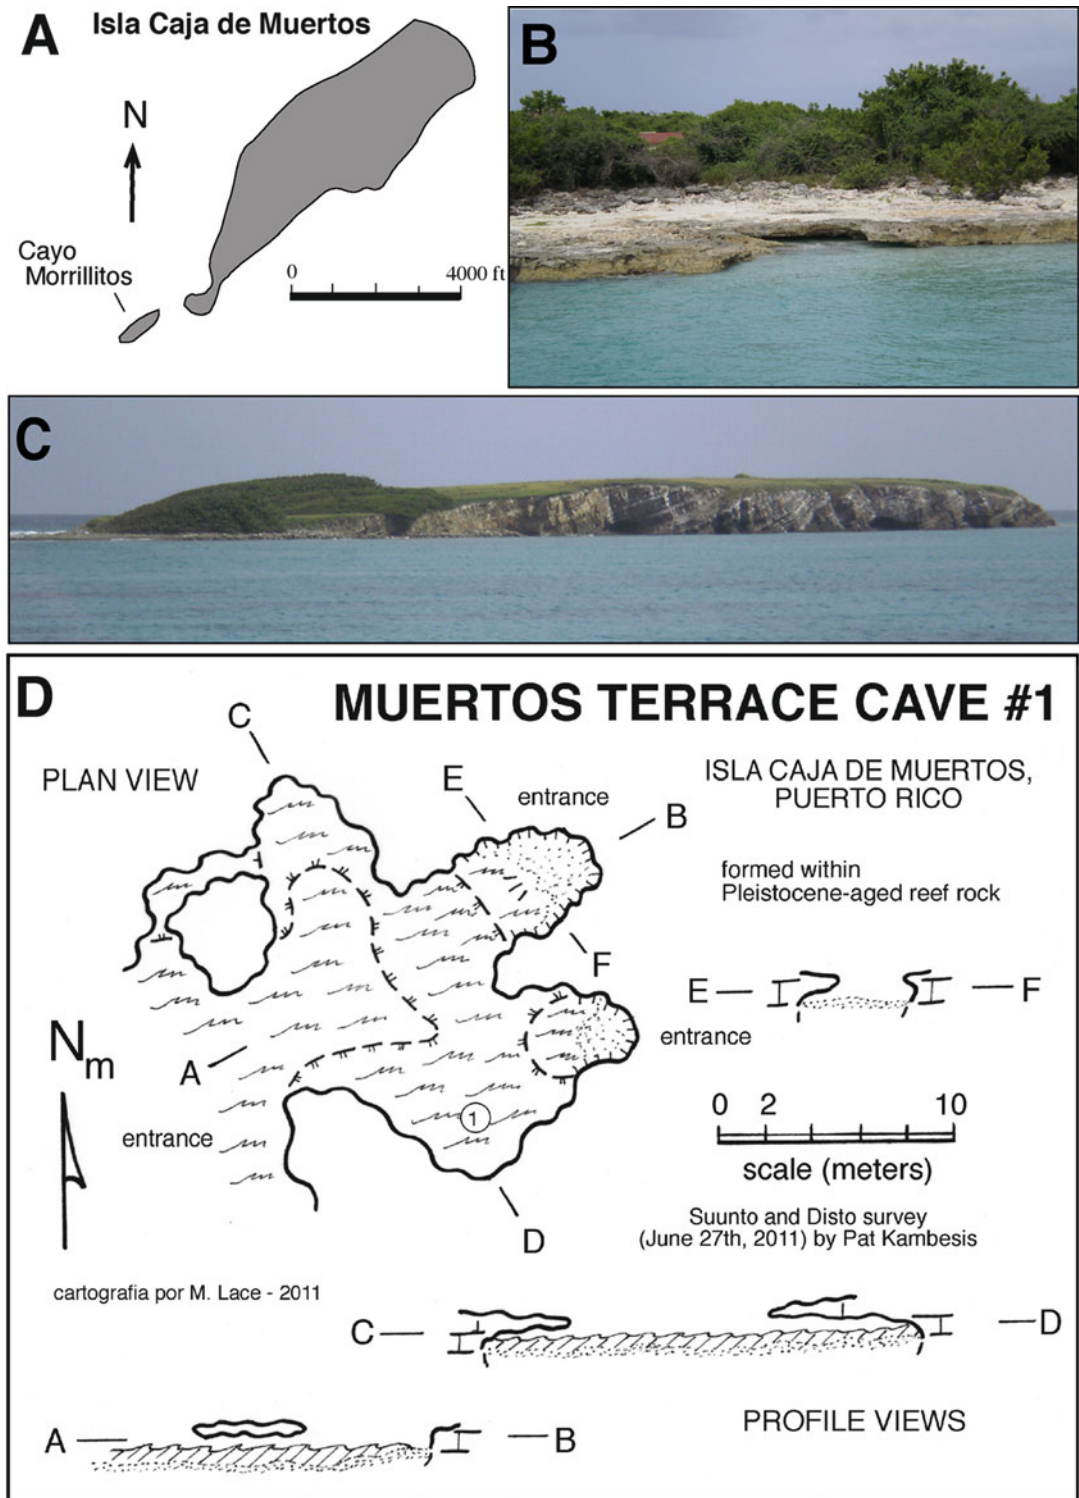 A
Isla Caja de Muertos
N
Cayo
Morrillitos
0 4000 ft
B
C
D
MUERTOS TERRACE CAVE #1
PLAN VIEW
ISLA CAJA DE MUERTOS,
PUERTO RICO
C
E
entrance
B
formed within
Pleistocene-aged reef rock
F
E F
Nm
A
entrance
entrance
1
0 2 10
scale (meters)
D
Suunto and Disto survey
(June 27th, 2011) by Pat Kambesis
cartografia por M. Lace - 2011
C D
A B
PROFILE VIEWS